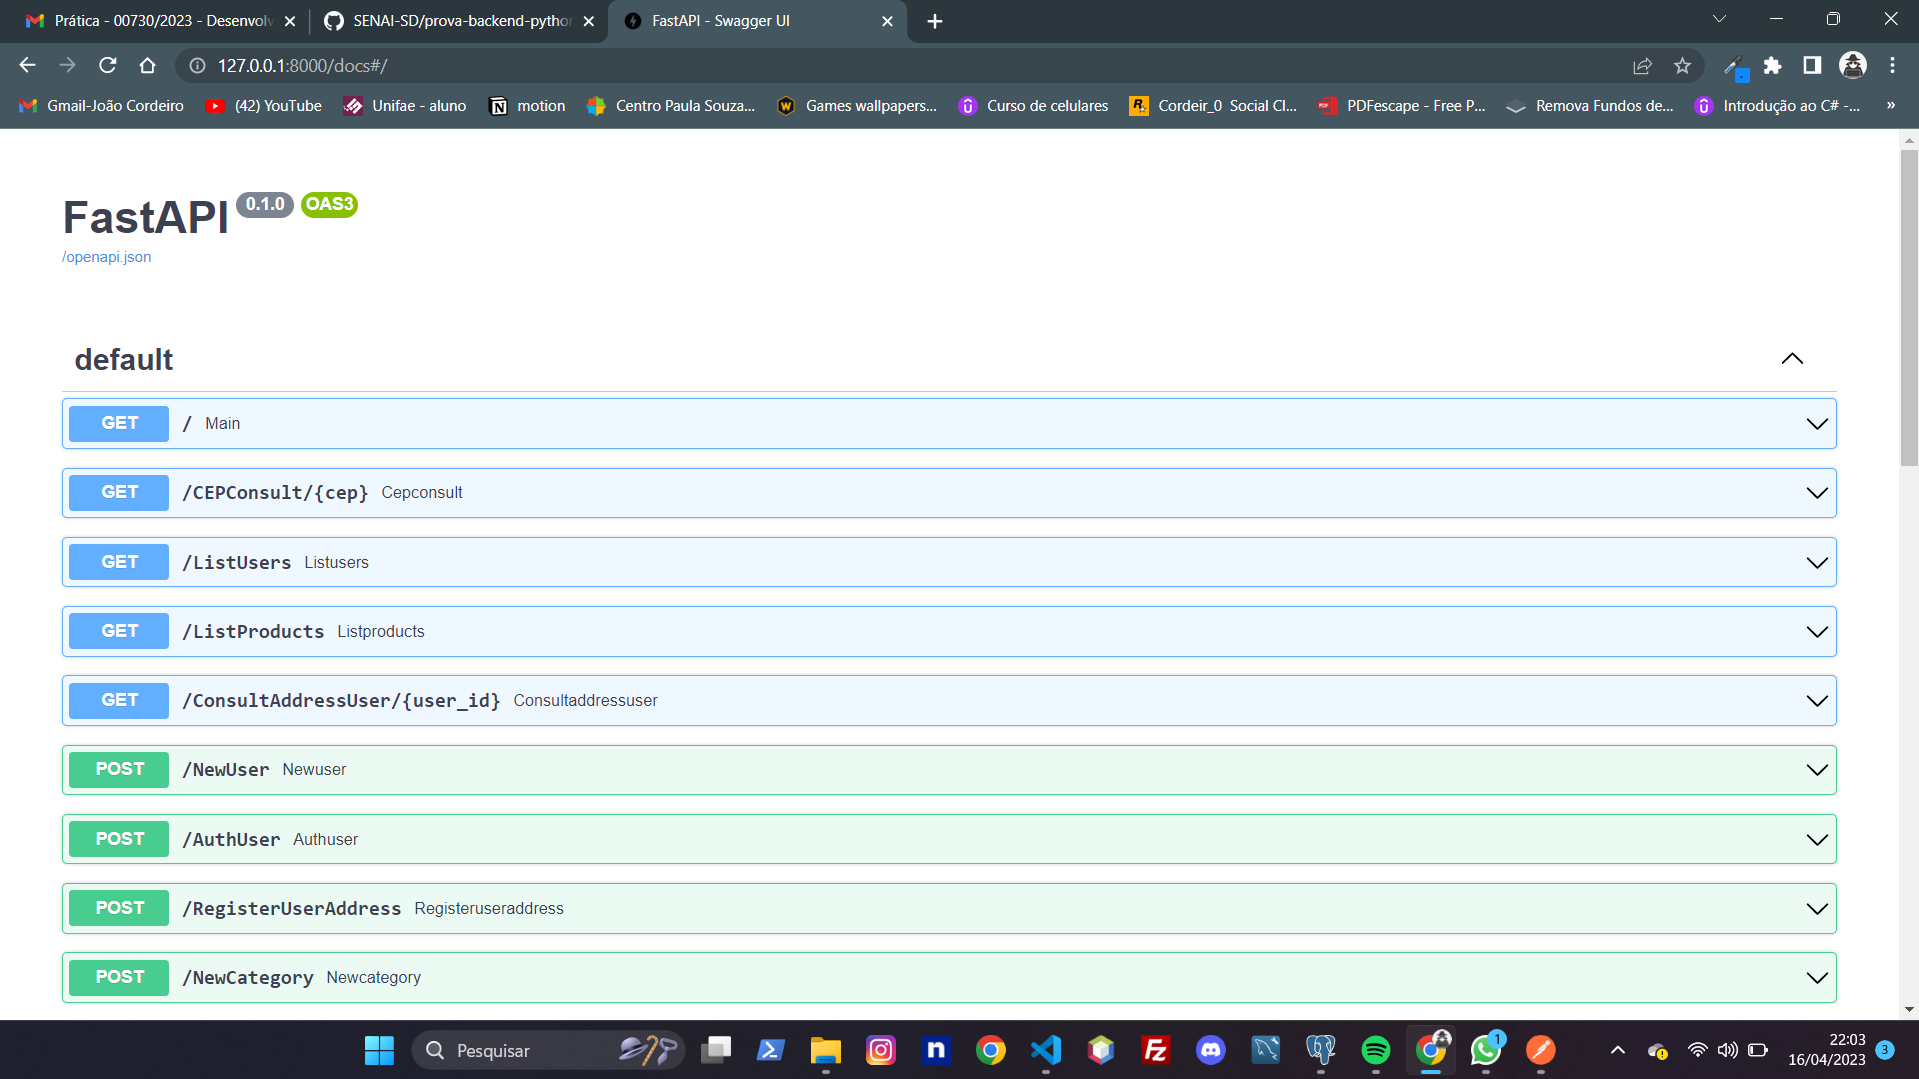 Prática - 00730/2023 - Desenvolv
SENAI-SD/prova-backend-python
FastAPI - Swagger UI
127.0.0.1:8000/docs#/
Gmail-João Cordeiro
(42) YouTube
Unifae - aluno
motion
Centro Paula Souza...
Games wallpapers...
Curso de celulares
Cordeir_0 Social Cl...
PDFescape - Free P...
Remova Fundos de...
Introdução ao C# -...
»
FastAPI 0.1.0 OAS3
/openapi.json
default
GET / Main
GET /CEPConsult/{cep} Cepconsult
GET /ListUsers Listusers
GET /ListProducts Listproducts
GET /ConsultAddressUser/{user_id} Consultaddressuser
POST /NewUser Newuser
POST /AuthUser Authuser
POST /RegisterUserAddress Registeruseraddress
POST /NewCategory Newcategory
Pesquisar
1
22:03
16/04/2023
3